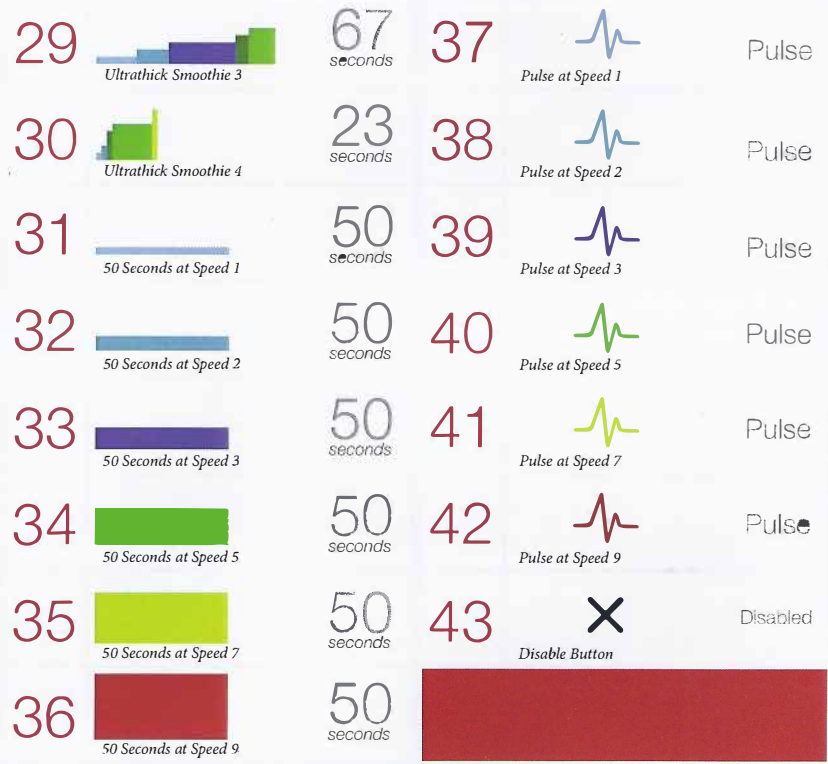 29
Ultrathick Smoothie 3
67
seconds
30
Ultrathick Smoothie 4
23
seconds
31
50 Seconds at Speed 1
50
seconds
32
50 Seconds at Speed 2
50
seconds
33
50 Seconds at Speed 3
50
seconds
34
50 Seconds at Speed 5
50
seconds
35
50 Seconds at Speed 7
50
seconds
36
50 Seconds at Speed 9
50
seconds
37
Pulse at Speed 1
Pulse
38
Pulse at Speed 2
Pulse
39
Pulse at Speed 3
Pulse
40
Pulse at Speed 5
Pulse
41
Pulse at Speed 7
Pulse
42
Pulse at Speed 9
Pulse
43
Disable Button
Disabled